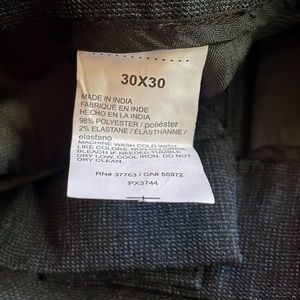 30X30
MADE IN INDIA
FABRIQUÉ EN INDE
HECHO EN LA INDIA
98% POLYESTER / poliéster
2% ELASTANE / ÉLASTHANNE /
elastano
MACHINE WASH COLD WITH
LIKE COLORS, NON-CHLORINE
BLEACH IF NEEDED. TUMBLE
DRY LOW, COOL IRON. DO NOT
DRY-CLEAN.
RN# 37763 / CA# 55972
PX3744